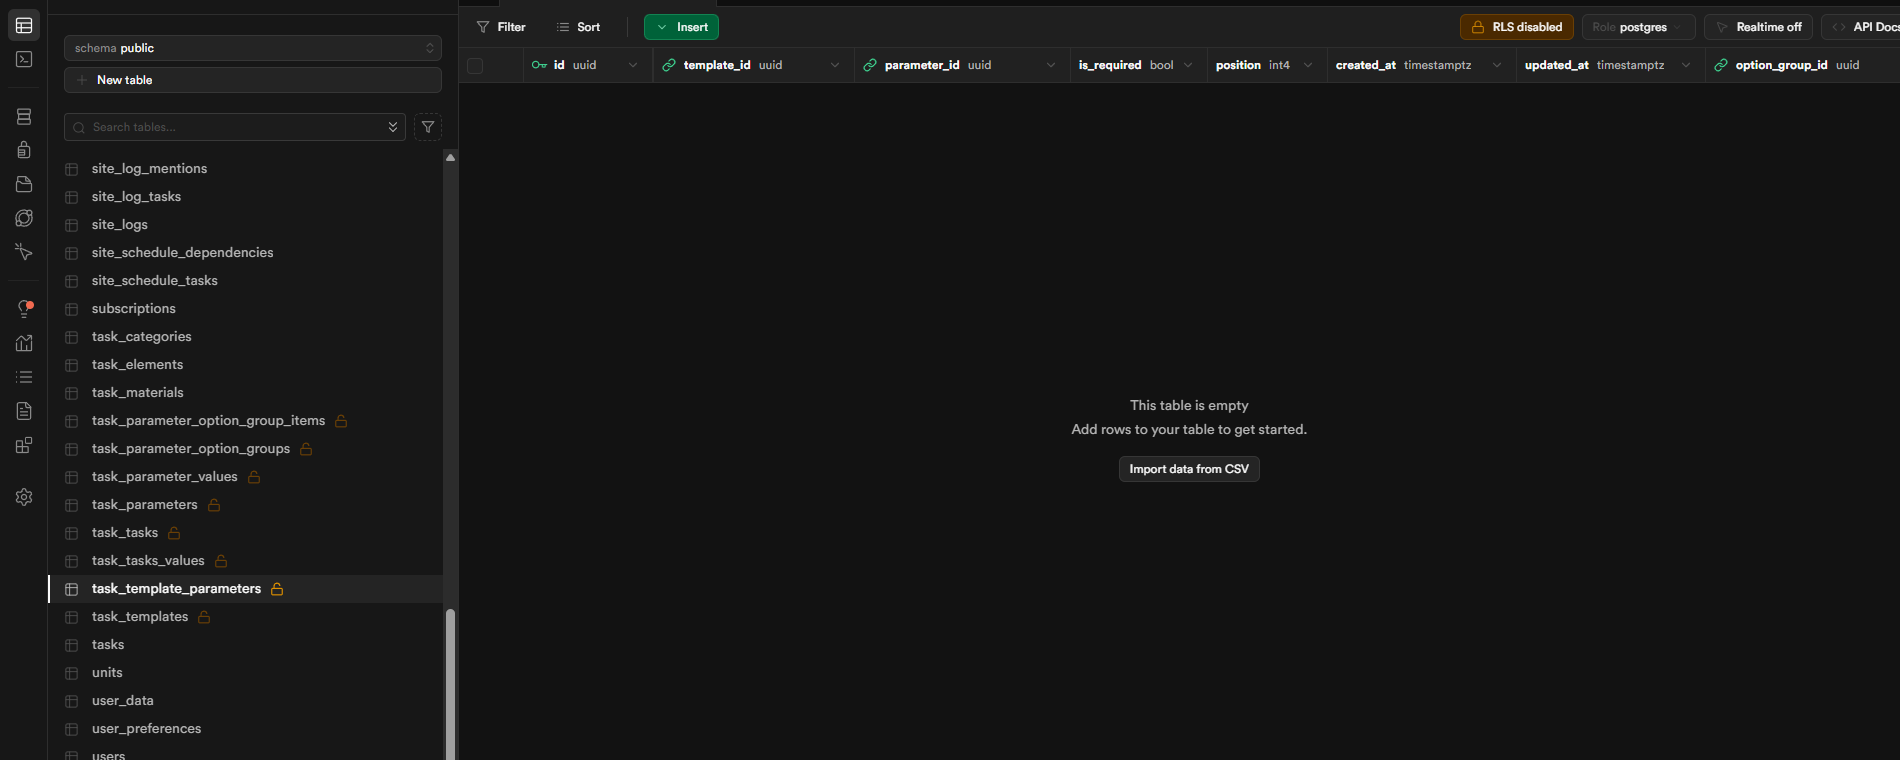 schema public
New table
Search tables...
site_log_mentions
site_log_tasks
site_logs
site_schedule_dependencies
site_schedule_tasks
subscriptions
task_categories
task_elements
task_materials
task_parameter_option_group_items
task_parameter_option_groups
task_parameter_values
task_parameters
task_tasks
task_tasks_values
task_template_parameters
task_templates
tasks
units
user_data
user_preferences
users
Filter Sort Insert RLS disabled Role postgres Realtime off API Docs
id uuid template_id uuid parameter_id uuid is_required bool position int4 created_at timestamptz updated_at timestamptz option_group_id uuid
This table is empty
Add rows to your table to get started.
Import data from CSV